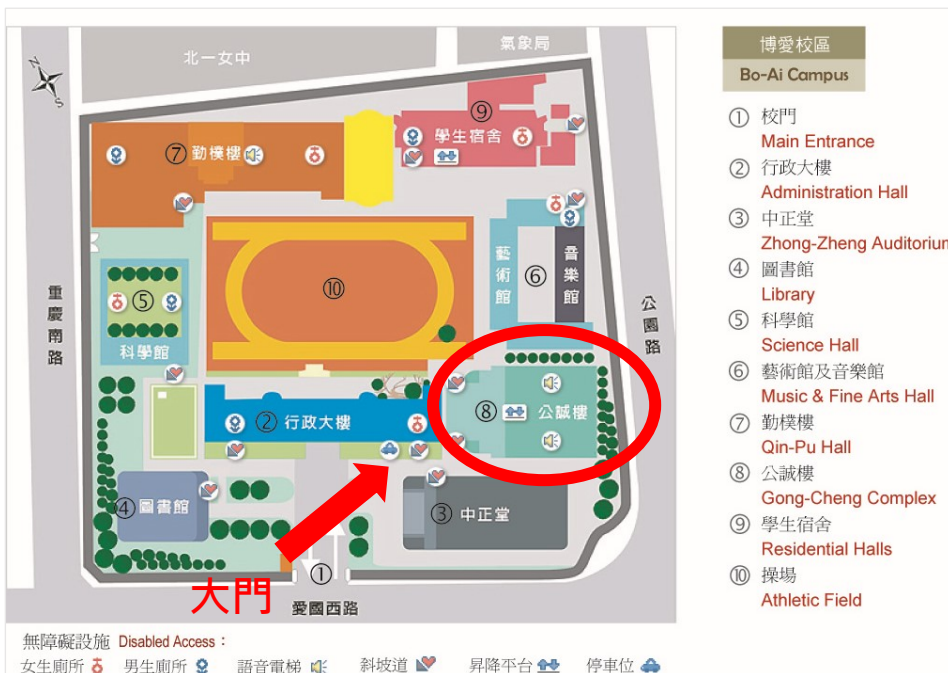 北一女中
氣象局
N
S
⑨
學生宿舍
⑦ 勤樸樓
⑩
藝術館
⑥
音樂館
重慶南路
公園路
⑤
科學館
⑧ 公誠樓
② 行政大樓
④ 圖書館
③ 中正堂
大門
①
愛國西路
博愛校區
Bo-Ai Campus
① 校門
Main Entrance
② 行政大樓
Administration Hall
③ 中正堂
Zhong-Zheng Auditorium
④ 圖書館
Library
⑤ 科學館
Science Hall
⑥ 藝術館及音樂館
Music & Fine Arts Hall
⑦ 勤樸樓
Qin-Pu Hall
⑧ 公誠樓
Gong-Cheng Complex
⑨ 學生宿舍
Residential Halls
⑩ 操場
Athletic Field
無障礙設施 Disabled Access：
女生廁所 男生廁所 語音電梯 斜坡道 昇降平台 停車位